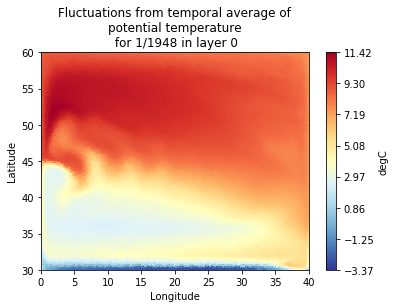 Fluctuations from temporal average of
potential temperature
for 1/1948 in layer 0
60
55
50
45
40
35
30
Latitude
0 5 10 15 20 25 30 35 40
Longitude
11.42
9.30
7.19
5.08
2.97
0.86
−1.25
−3.37
degC